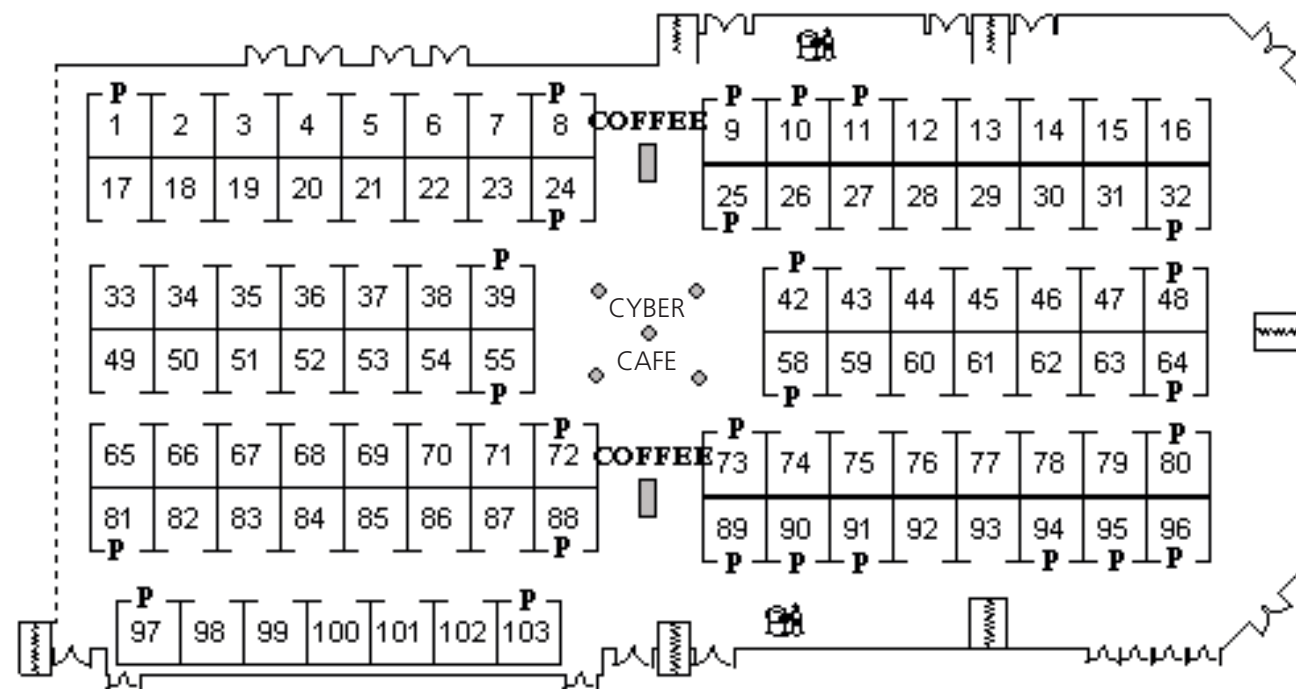 P P P P P
1 2 3 4 5 6 7 8 COFFEE 9 10 11 12 13 14 15 16
17 18 19 20 21 22 23 24 25 26 27 28 29 30 31 32
P P P
P P P
33 34 35 36 37 38 39 CYBER 42 43 44 45 46 47 48
49 50 51 52 53 54 55 CAFE 58 59 60 61 62 63 64
P P P
P P P
65 66 67 68 69 70 71 72 COFFEE 73 74 75 76 77 78 79 80
81 82 83 84 85 86 87 88 89 90 91 92 93 94 95 96
P P P P P P P P
P P
97 98 99 100 101 102 103